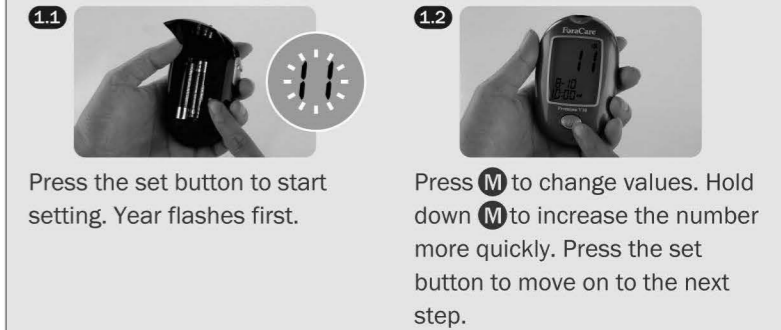 1.1
11
Press the set button to start
setting. Year flashes first.
1.2
ForaCare
Press M to change values. Hold
down M to increase the number
more quickly. Press the set
button to move on to the next
step.